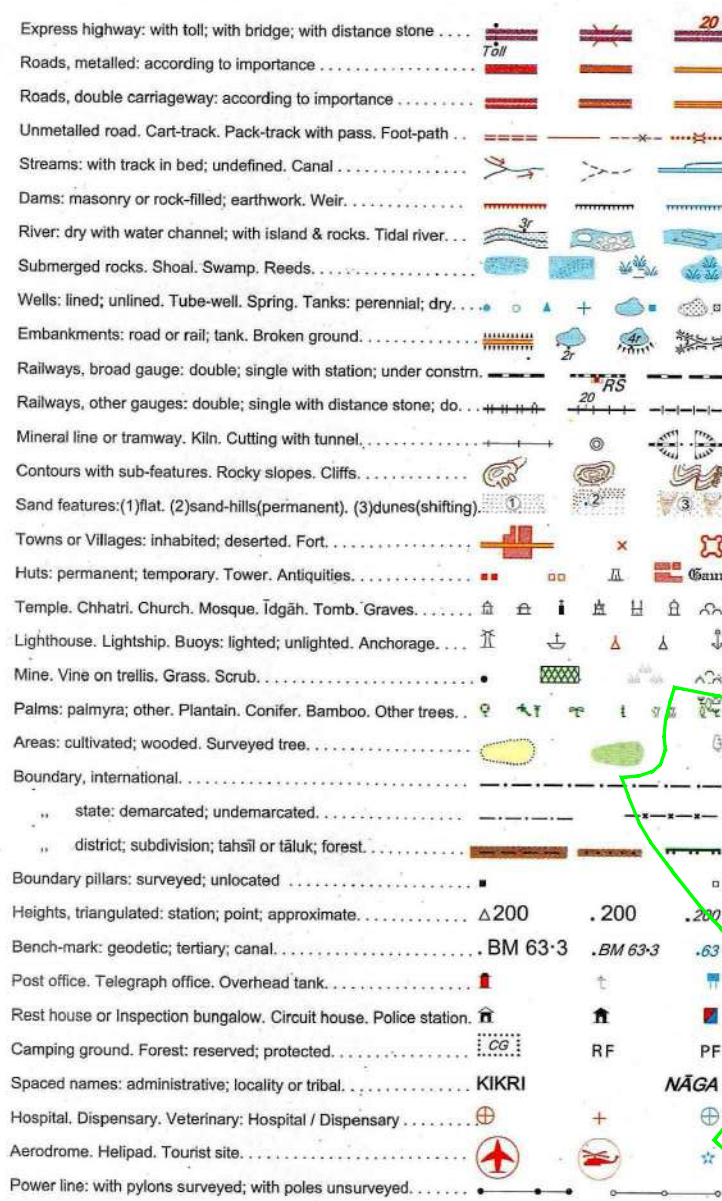 Express highway: with toll; with bridge; with distance stone .... Toll 20
Roads, metalled: according to importance
Roads, double carriageway: according to importance
Unmetalled road. Cart-track. Pack-track with pass. Foot-path ..
Streams: with track in bed; undefined. Canal
Dams: masonry or rock-filled; earthwork. Weir
River: dry with water channel; with island & rocks. Tidal river... 3r
Submerged rocks. Shoal. Swamp. Reeds
Wells: lined; unlined. Tube-well. Spring. Tanks: perennial; dry...
Embankments: road or rail; tank. Broken ground. 2r 4r
Railways, broad gauge: double; single with station; under constrn. RS
Railways, other gauges: double; single with distance stone; do... 20
Mineral line or tramway. Kiln. Cutting with tunnel.
Contours with sub-features. Rocky slopes. Cliffs. 100
Sand features:(1)flat. (2)sand-hills(permanent). (3)dunes(shifting). 1 .2 3
Towns or Villages: inhabited; deserted. Fort.
Huts: permanent; temporary. Tower. Antiquities.
Temple. Chhatri. Church. Mosque. Īdgāh. Tomb. Graves.
Lighthouse. Lightship. Buoys: lighted; unlighted. Anchorage.
Mine. Vine on trellis. Grass. Scrub.
Palms: palmyra; other. Plantain. Conifer. Bamboo. Other trees. .
Areas: cultivated; wooded. Surveyed tree.
Boundary, international.
,, state: demarcated; undemarcated.
,, district; subdivision; tahsīl or tāluk; forest.
Boundary pillars: surveyed; unlocated
Heights, triangulated: station; point; approximate. △200 .200 .200
Bench-mark: geodetic; tertiary; canal. .BM 63·3 .BM 63·3 .63
Post office. Telegraph office. Overhead tank.
Rest house or Inspection bungalow. Circuit house. Police station.
Camping ground. Forest: reserved; protected. CG RF PF
Spaced names: administrative; locality or tribal. KIKRI NĀGA
Hospital. Dispensary. Veterinary: Hospital / Dispensary
Aerodrome. Helipad. Tourist site.
Power line: with pylons surveyed; with poles unsurveyed.